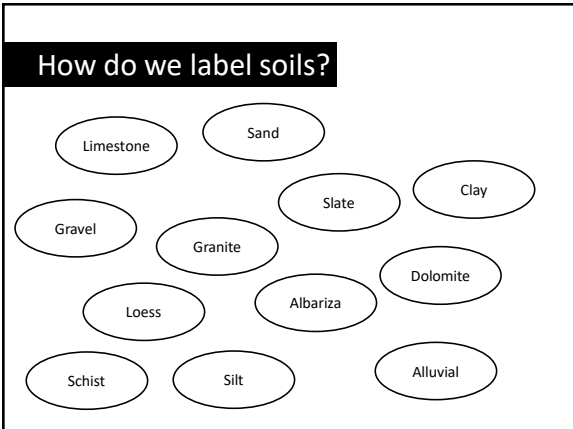 How do we label soils?
Sand
Limestone
Clay
Slate
Gravel
Granite
Dolomite
Albariza
Loess
Alluvial
Schist
Silt